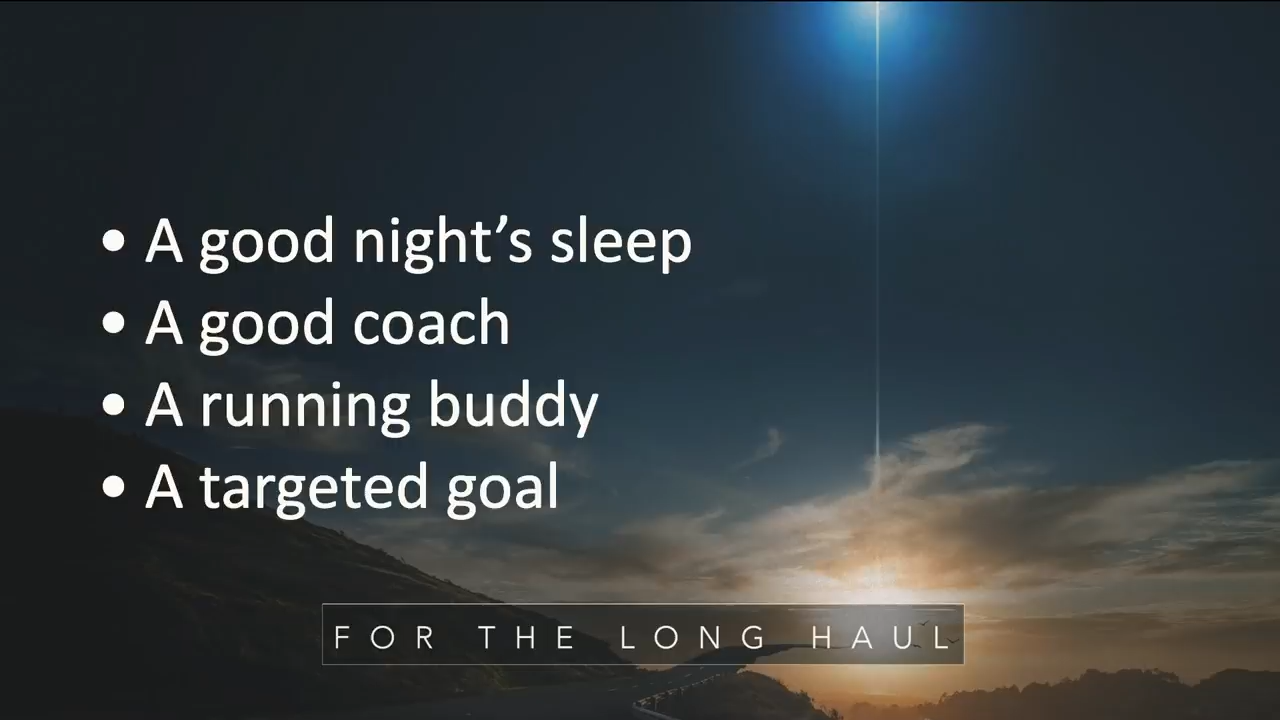 • A good night’s sleep
• A good coach
• A running buddy
• A targeted goal
FOR THE LONG HAUL